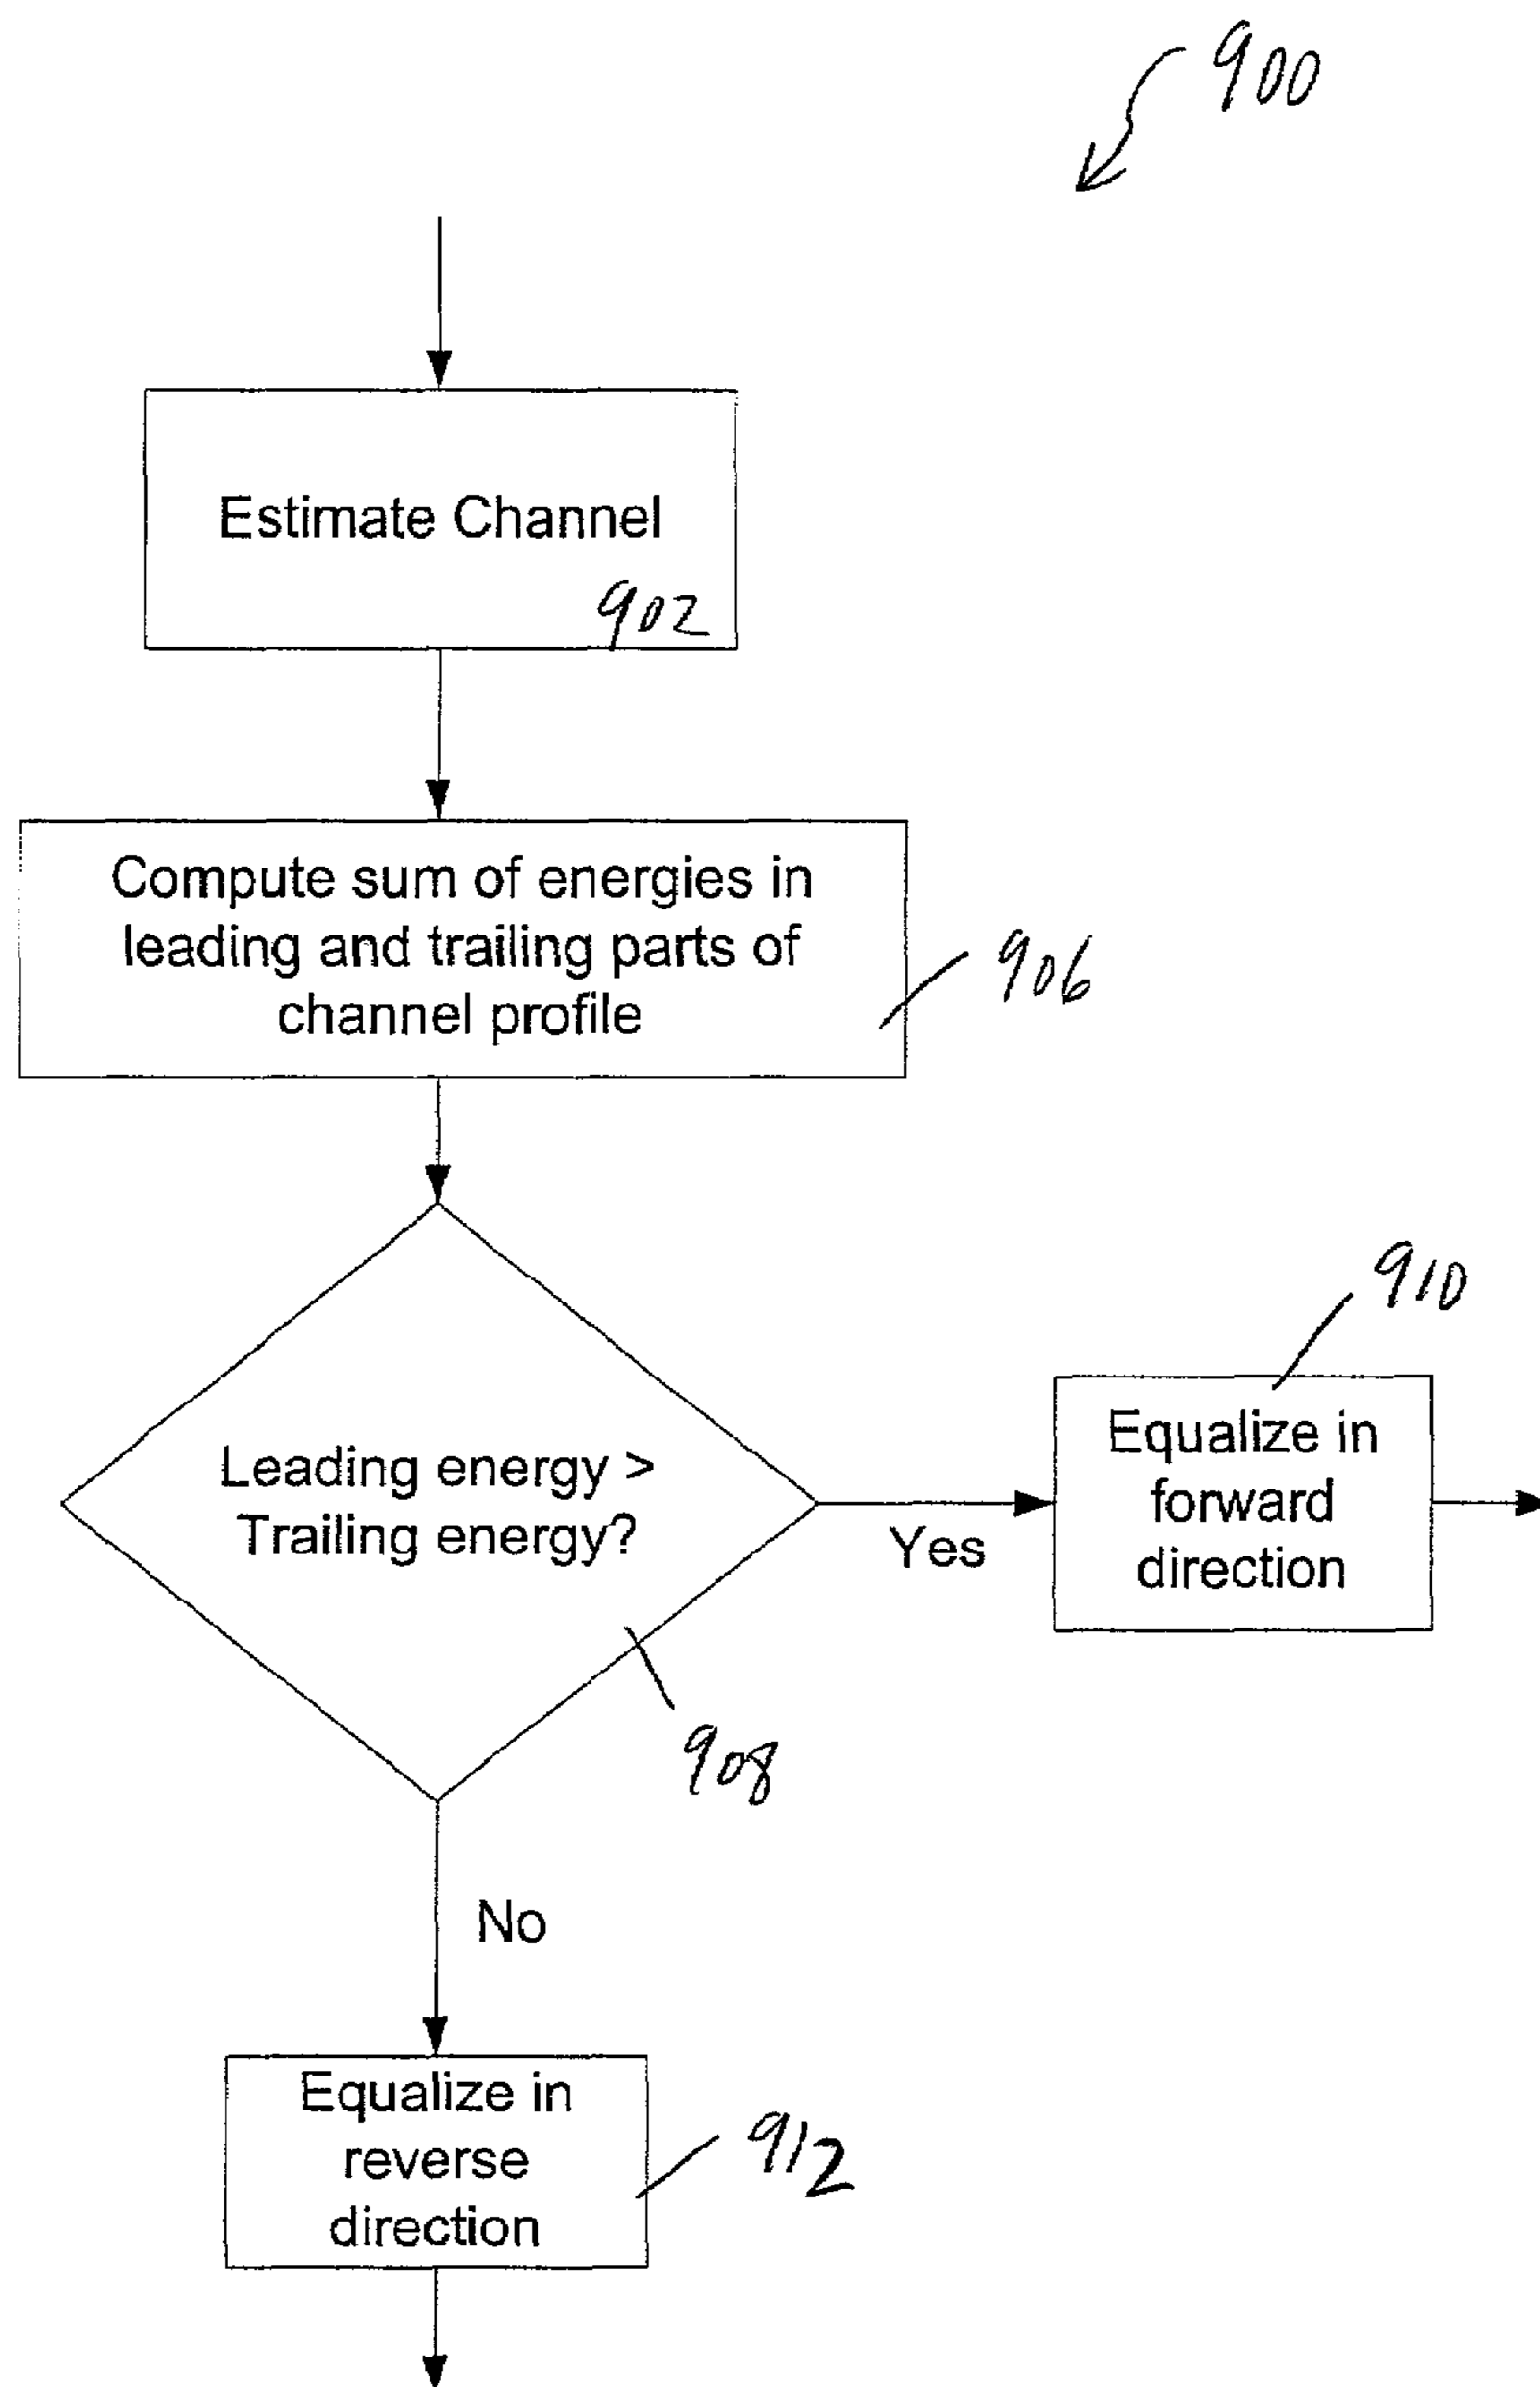 900
Estimate Channel
902
Compute sum of energies in
leading and trailing parts of
channel profile
906
Leading energy >
Trailing energy?
908
Yes
910
Equalize in
forward
direction
No
Equalize in
reverse
direction
912